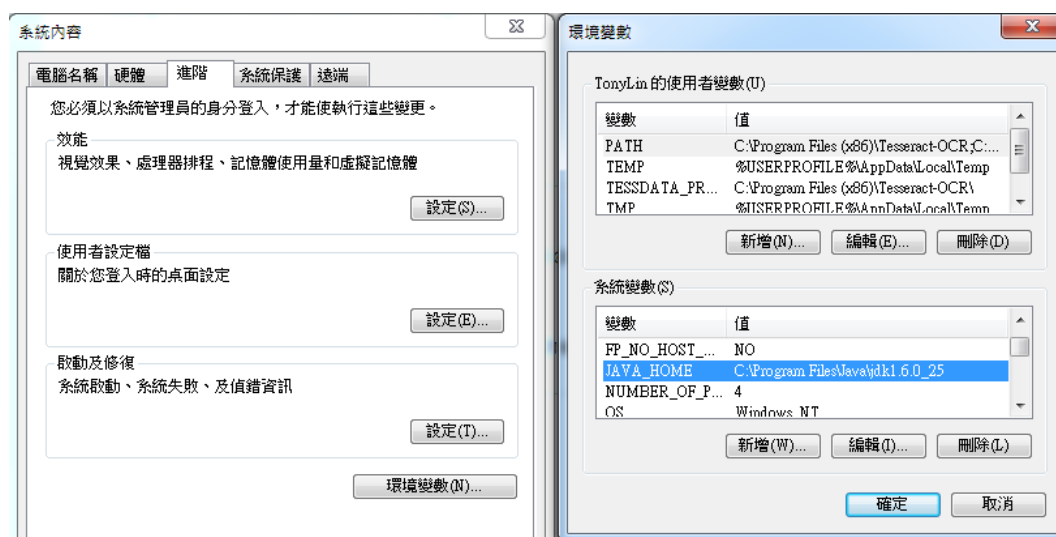 系統內容
電腦名稱 硬體 進階 系統保護 遠端
您必須以系統管理員的身分登入，才能使執行這些變更。
效能
視覺效果、處理器排程、記憶體使用量和虛擬記憶體
設定(S)...
使用者設定檔
關於您登入時的桌面設定
設定(E)...
啟動及修復
系統啟動、系統失敗、及偵錯資訊
設定(T)...
環境變數(N)...
環境變數
TonyLin 的使用者變數(U)
變數 值
PATH C:\Program Files (x86)\Tesseract-OCR;C:...
TEMP %USERPROFILE%\AppData\Local\Temp
TESSDATA_PR... C:\Program Files (x86)\Tesseract-OCR\
TMP %USERPROFILE%\AppData\Local\Temp
新增(N)... 編輯(E)... 刪除(D)
系統變數(S)
變數 值
FP_NO_HOST_... NO
JAVA_HOME C:\Program Files\Java\jdk1.6.0_25
NUMBER_OF_P... 4
OS Windows_NT
新增(W)... 編輯(I)... 刪除(L)
確定 取消